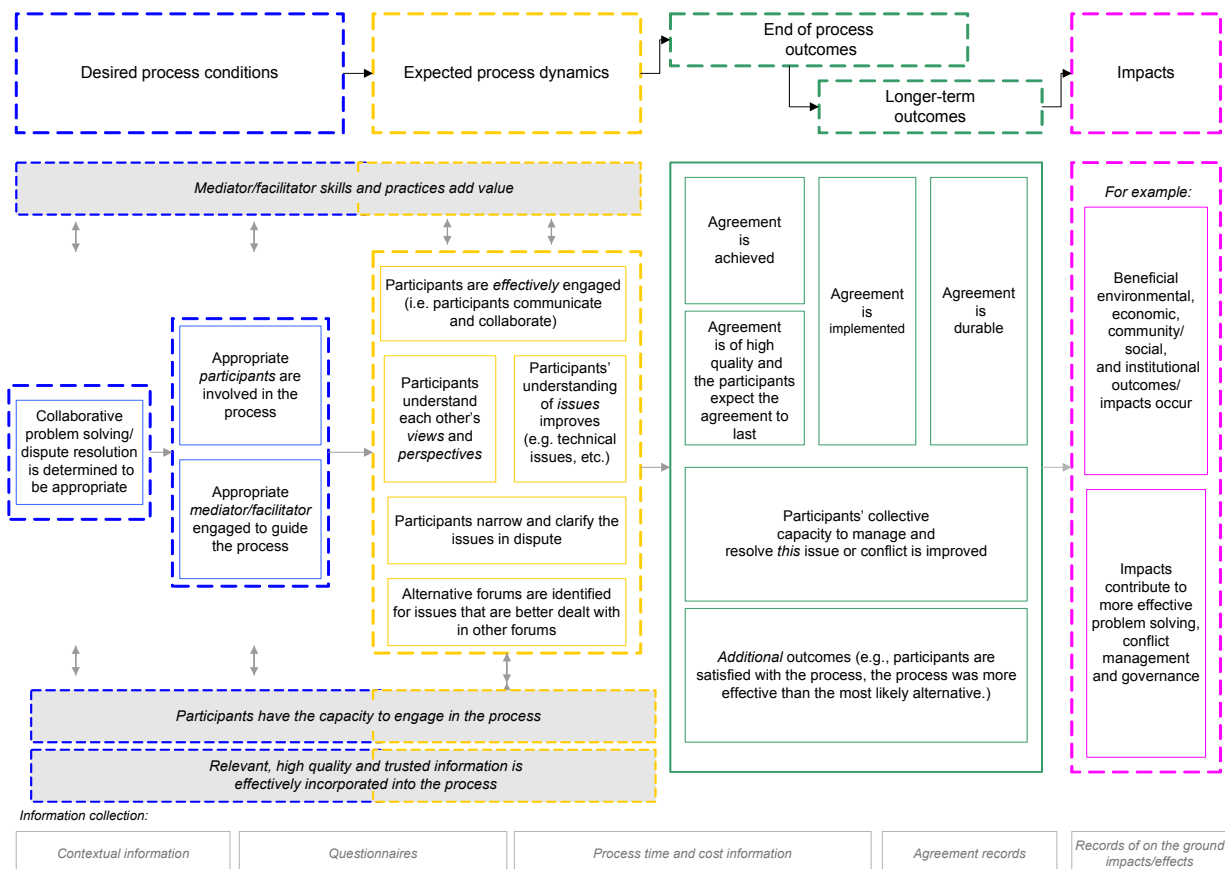 Desired process conditions
Expected process dynamics
End of process
outcomes
Longer-term
outcomes
Impacts
Mediator/facilitator skills and practices add value
Collaborative
problem solving/
dispute resolution
is determined to
be appropriate
Appropriate
participants are
involved in the
process
Appropriate
mediator/facilitator
engaged to guide
the process
Participants are effectively engaged
(i.e. participants communicate
and collaborate)
Participants
understand
each other's
views and
perspectives
Participants'
understanding
of issues
improves
(e.g. technical
issues, etc.)
Participants narrow and clarify the
issues in dispute
Alternative forums are identified
for issues that are better dealt with
in other forums
Agreement
is
achieved
Agreement
is of high
quality and
the participants
expect the
agreement to
last
Agreement
is
implemented
Agreement
is
durable
Participants' collective
capacity to manage and
resolve this issue or conflict is improved
Additional outcomes (e.g., participants are
satisfied with the process, the process was more
effective than the most likely alternative.)
For example:
Beneficial
environmental,
economic,
community/
social,
and institutional
outcomes/
impacts occur
Impacts
contribute to
more effective
problem solving,
conflict
management
and governance
Participants have the capacity to engage in the process
Relevant, high quality and trusted information is
effectively incorporated into the process
Information collection:
Contextual information
Questionnaires
Process time and cost information
Agreement records
Records of on the ground
impacts/effects